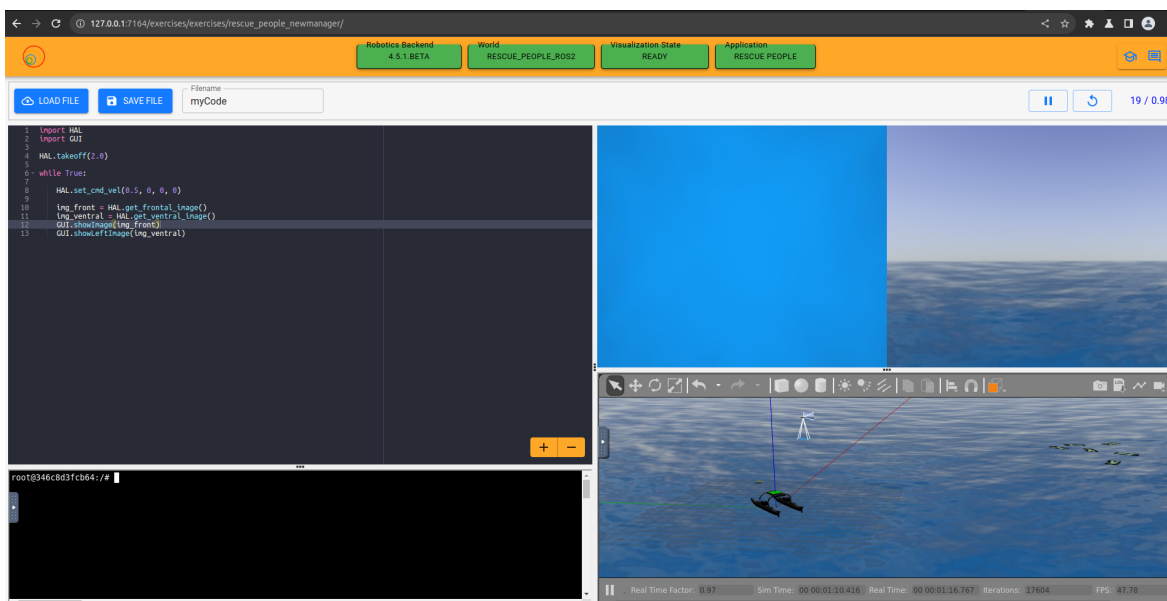 127.0.0.1:7164/exercises/exercises/rescue_people_newmanager/
Robotics Backend
4.5.1.BETA
World
RESCUE_PEOPLE_ROS2
Visualization State
READY
Application
RESCUE PEOPLE
LOAD FILE
SAVE FILE
Filename
myCode
19 / 0.98
1 import HAL
2 import GUI
3
4 HAL.takeoff(2.0)
5
6 while True:
7
8 HAL.set_cmd_vel(0.5, 0, 0, 0)
9
10 img_front = HAL.get_frontal_image()
11 img_ventral = HAL.get_ventral_image()
12 GUI.showImage(img_front)
13 GUI.showLeftImage(img_ventral)
+ −
root@346c8d3fcb64:/#
Real Time Factor: 0.97 Sim Time: 00 00:01:10.416 Real Time: 00 00:01:16.767 Iterations: 17604 FPS: 47.78